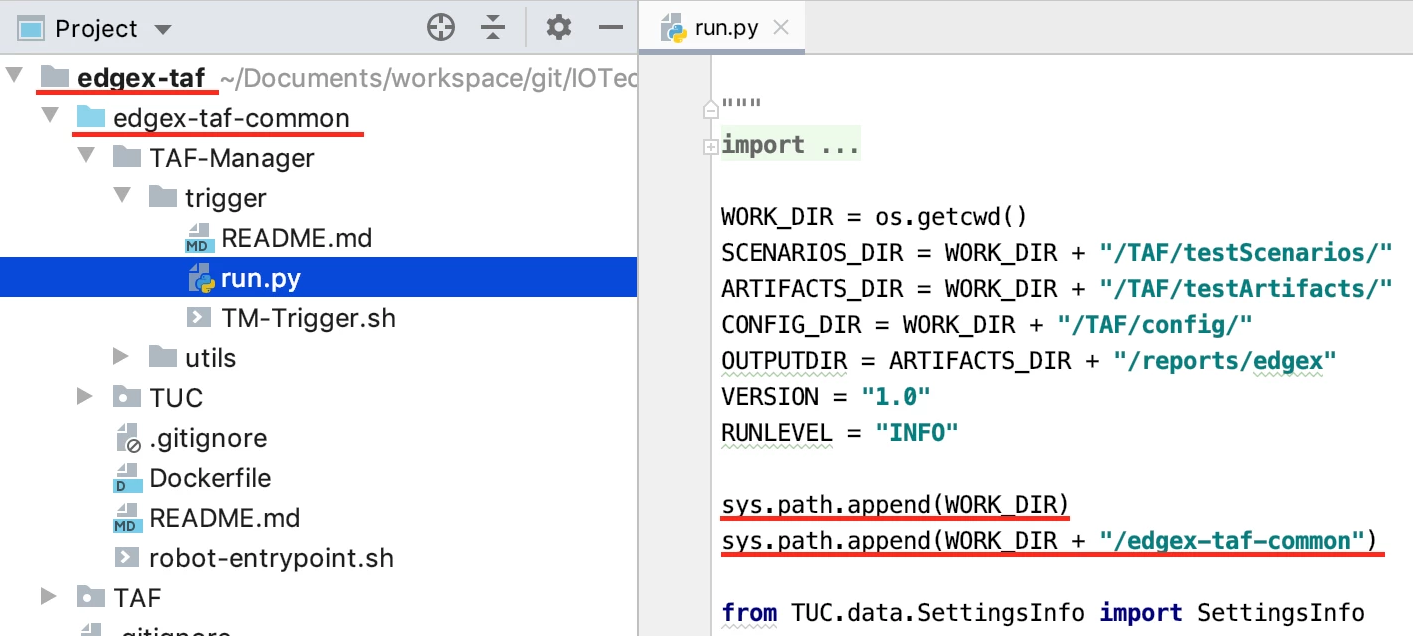 Project
edgex-taf ~/Documents/workspace/git/IOTec
edgex-taf-common
TAF-Manager
trigger
MD README.md
run.py
TM-Trigger.sh
utils
TUC
.gitignore
D Dockerfile
MD README.md
robot-entrypoint.sh
TAF
.gitignore
run.py
"""
import ...
WORK_DIR = os.getcwd()
SCENARIOS_DIR = WORK_DIR + "/TAF/testScenarios/"
ARTIFACTS_DIR = WORK_DIR + "/TAF/testArtifacts/"
CONFIG_DIR = WORK_DIR + "/TAF/config/"
OUTPUTDIR = ARTIFACTS_DIR + "/reports/edgex"
VERSION = "1.0"
RUNLEVEL = "INFO"
sys.path.append(WORK_DIR)
sys.path.append(WORK_DIR + "/edgex-taf-common")
from TUC.data.SettingsInfo import SettingsInfo